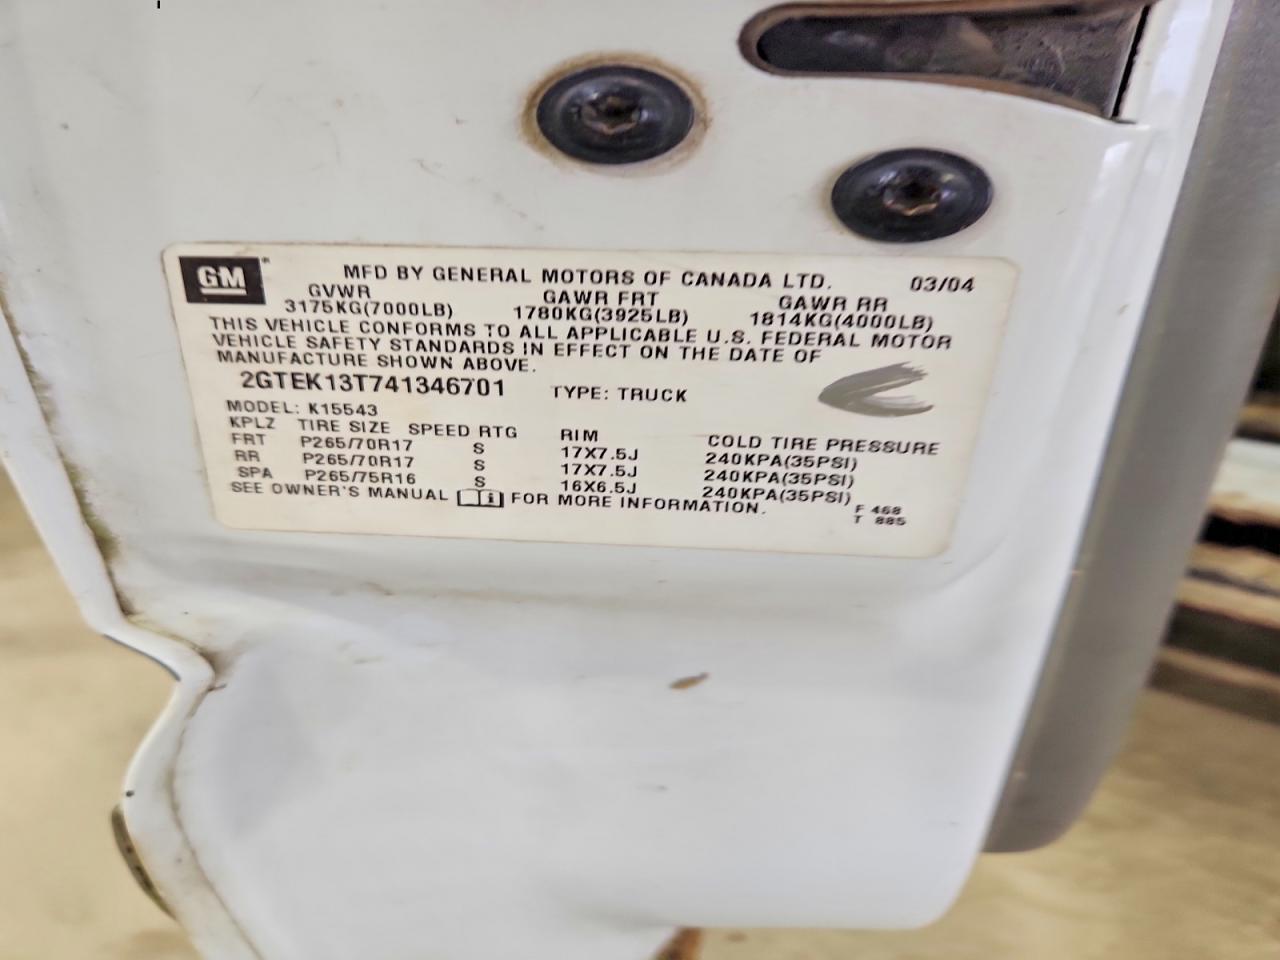 GM MFD BY GENERAL MOTORS OF CANADA LTD. 03/04
GVWR GAWR FRT GAWR RR
3175KG(7000LB) 1780KG(3925LB) 1814KG(4000LB)
THIS VEHICLE CONFORMS TO ALL APPLICABLE U.S. FEDERAL MOTOR
VEHICLE SAFETY STANDARDS IN EFFECT ON THE DATE OF
MANUFACTURE SHOWN ABOVE.
2GTEK13T741346701 TYPE: TRUCK
MODEL: K15543
KPLZ TIRE SIZE SPEED RTG RIM COLD TIRE PRESSURE
FRT P265/70R17 S 17X7.5J 240KPA(35PSI)
RR P265/70R17 S 17X7.5J 240KPA(35PSI)
SPA P265/75R16 S 16X6.5J 240KPA(35PSI)
SEE OWNER'S MANUAL i FOR MORE INFORMATION.
F 468
T 885